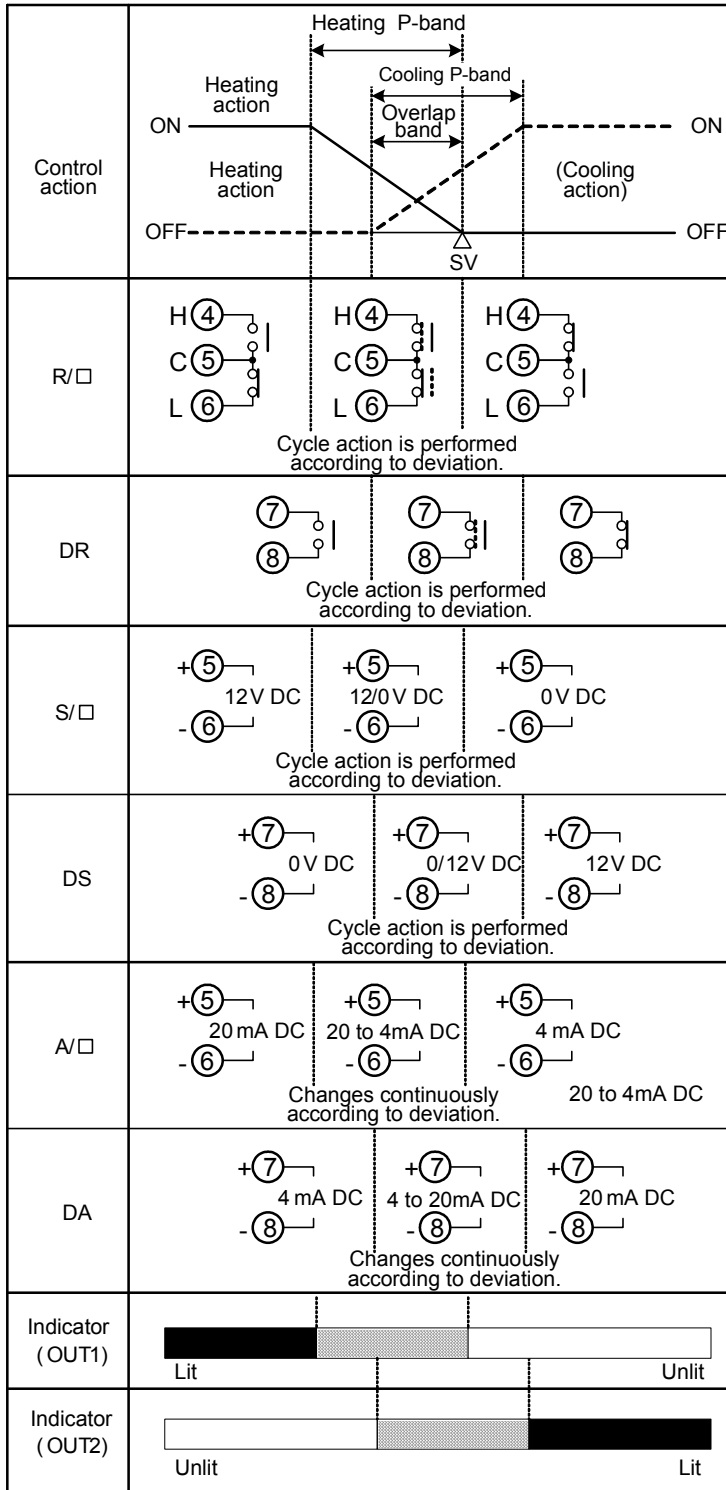 Heating P-band
Cooling P-band
Heating
action
Overlap
band
ON
ON
Control
action
Heating
action
(Cooling
action)
OFF
OFF
SV
R/□
H 4
C 5
L 6
H 4
C 5
L 6
H 4
C 5
L 6
Cycle action is performed
according to deviation.
DR
7
8
7
8
7
8
Cycle action is performed
according to deviation.
S/□
+ 5
12V DC
- 6
+ 5
12/0V DC
- 6
+ 5
0V DC
- 6
Cycle action is performed
according to deviation.
DS
+ 7
0V DC
- 8
+ 7
0/12V DC
- 8
+ 7
12V DC
- 8
Cycle action is performed
according to deviation.
A/□
+ 5
20mA DC
- 6
+ 5
20 to 4mA DC
- 6
+ 5
4 mA DC
- 6
Changes continuously
according to deviation.
20 to 4mA DC
DA
+ 7
4 mA DC
- 8
+ 7
4 to 20mA DC
- 8
+ 7
20 mA DC
- 8
Changes continuously
according to deviation.
Indicator
(OUT1)
Lit
Unlit
Indicator
(OUT2)
Unlit
Lit